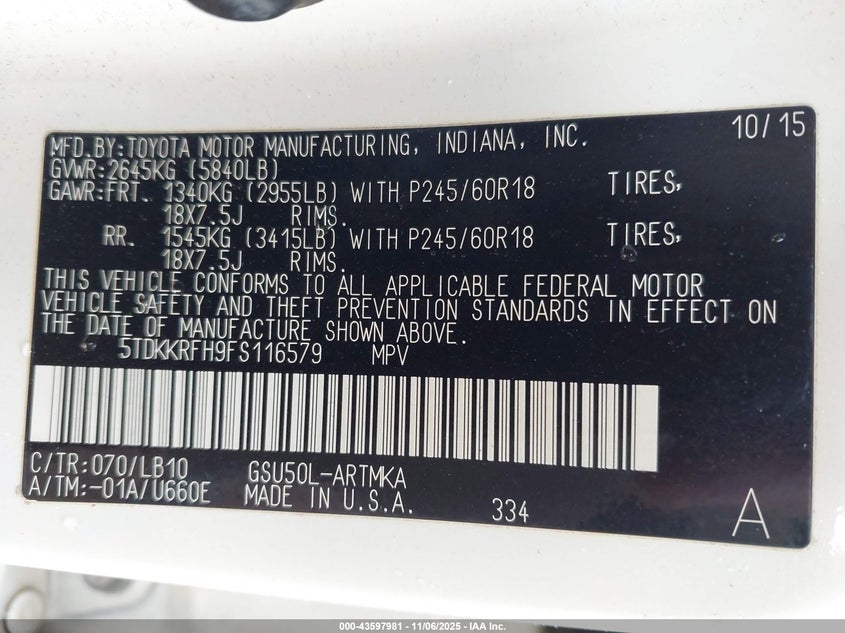 MFD.BY:TOYOTA MOTOR MANUFACTURING, INDIANA, INC. 10/15
GVWR:2645KG (5840LB)
GAWR:FRT. 1340KG (2955LB) WITH P245/60R18 TIRES,
18X7.5J RIMS.
RR. 1545KG (3415LB) WITH P245/60R18 TIRES,
18X7.5J RIMS.
THIS VEHICLE CONFORMS TO ALL APPLICABLE FEDERAL MOTOR
VEHICLE SAFETY AND THEFT PREVENTION STANDARDS IN EFFECT ON
THE DATE OF MANUFACTURE SHOWN ABOVE.
5TDKKRFH9FS116579 MPV
C/TR:070/LB10 GSU50L-ARTMKA
A/TM:-01A/U660E MADE IN U.S.A. 334 A
000-43597981 - 11/06/2025 - IAA Inc.